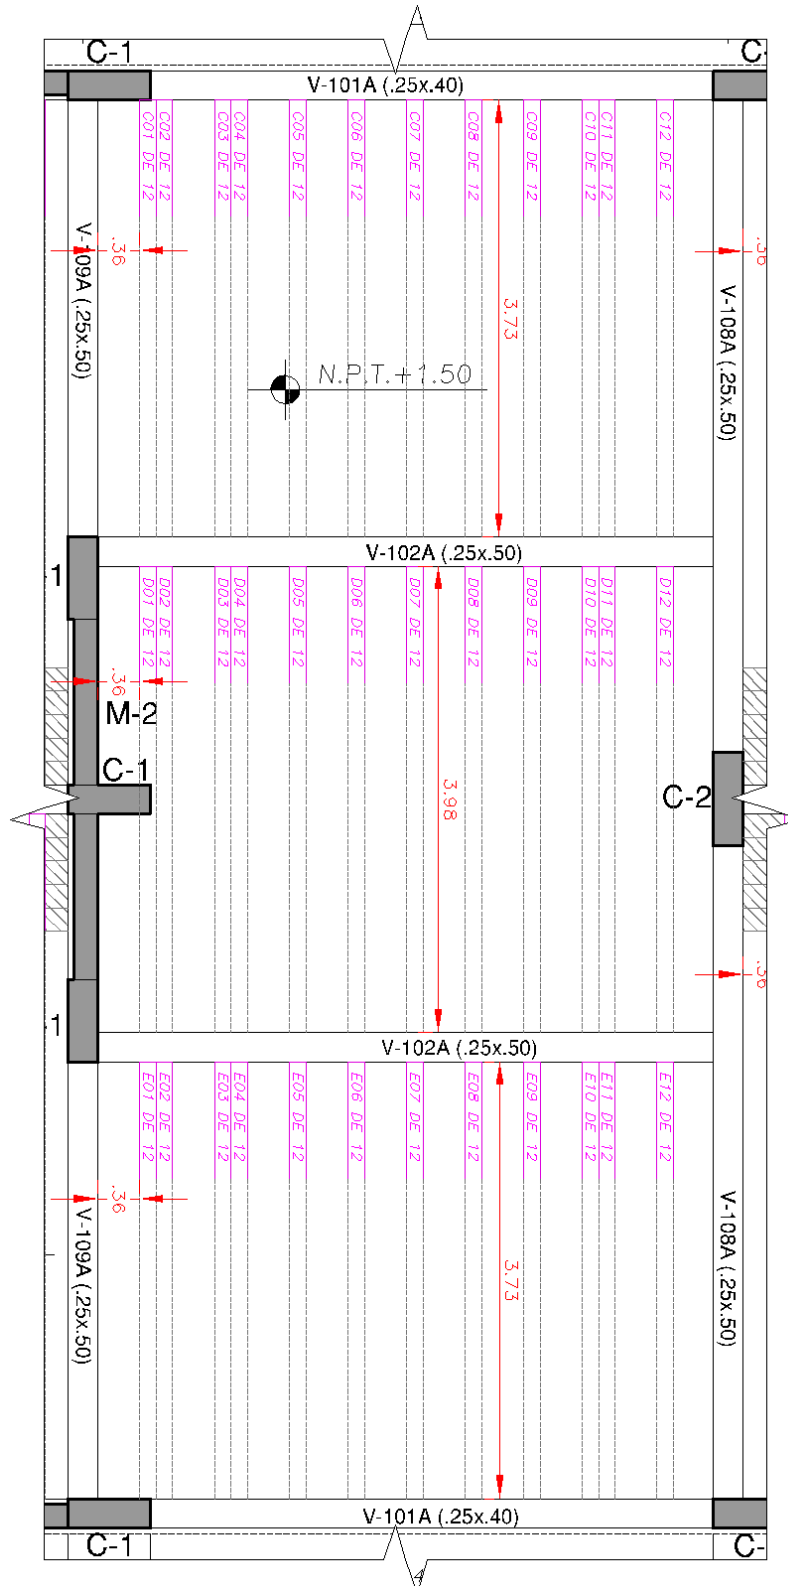 A
C-1
C-
V-101A (.25x.40)
C01 DE 12
C02 DE 12
C03 DE 12
C04 DE 12
C05 DE 12
C06 DE 12
C07 DE 12
C08 DE 12
C09 DE 12
C10 DE 12
C11 DE 12
C12 DE 12
V-109A (.25x.50)
.36
3.73
V-108A (.25x.50)
.36
N.P.T.+1.50
V-102A (.25x.50)
1
D01 DE 12
D02 DE 12
D03 DE 12
D04 DE 12
D05 DE 12
D06 DE 12
D07 DE 12
D08 DE 12
D09 DE 12
D10 DE 12
D11 DE 12
D12 DE 12
.36
M-2
C-1
3.98
C-2
.36
1
V-102A (.25x.50)
E01 DE 12
E02 DE 12
E03 DE 12
E04 DE 12
E05 DE 12
E06 DE 12
E07 DE 12
E08 DE 12
E09 DE 12
E10 DE 12
E11 DE 12
E12 DE 12
.36
V-109A (.25x.50)
3.73
V-108A (.25x.50)
V-101A (.25x.40)
C-1
C-